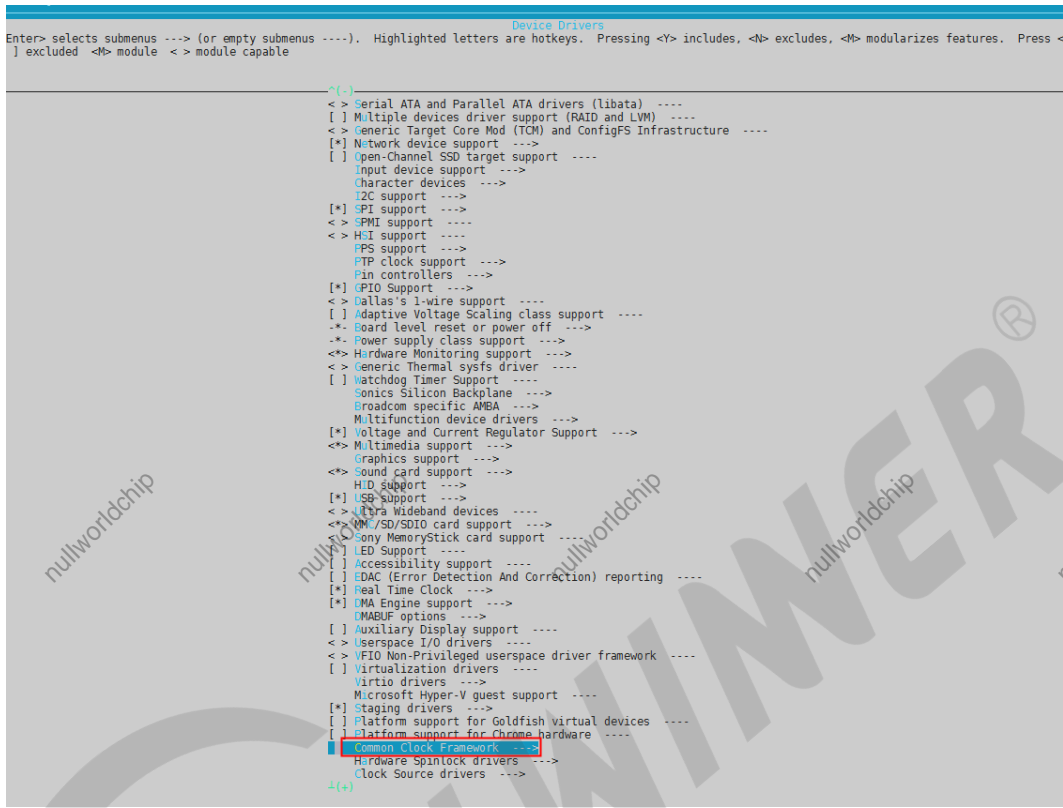 Device Drivers
Enter> selects submenus ---> (or empty submenus ----).  Highlighted letters are hotkeys.  Pressing <Y> includes, <N> excludes, <M> modularizes features.  Press <
] excluded  <M> module  < > module capable
^(-)
< > Serial ATA and Parallel ATA drivers (libata)  ----
[ ] Multiple devices driver support (RAID and LVM)  ----
< > Generic Target Core Mod (TCM) and ConfigFS Infrastructure  ----
[*] Network device support  --->
[ ] Open-Channel SSD target support  ----
Input device support  --->
Character devices  --->
I2C support  --->
[*] SPI support  --->
< > SPMI support  ----
< > HSI support  ----
PPS support  --->
PTP clock support  --->
Pin controllers  --->
[*] GPIO Support  --->
< > Dallas's 1-wire support  ----
[ ] Adaptive Voltage Scaling class support  ----
-*- Board level reset or power off  --->
-*- Power supply class support  --->
<*> Hardware Monitoring support  --->
< > Generic Thermal sysfs driver  ----
[ ] Watchdog Timer Support  ----
Sonics Silicon Backplane  --->
Broadcom specific AMBA  --->
Multifunction device drivers  --->
[*] Voltage and Current Regulator Support  --->
<*> Multimedia support  --->
Graphics support  --->
<*> Sound card support  --->
HID support  --->
[*] USB support  --->
< > Ultra Wideband devices  ----
<*> MMC/SD/SDIO card support  --->
< > Sony MemoryStick card support  ----
[ ] LED Support  ----
[ ] Accessibility support  ----
[ ] EDAC (Error Detection And Correction) reporting  ----
[*] Real Time Clock  --->
[*] DMA Engine support  --->
DMABUF options  --->
[ ] Auxiliary Display support  ----
< > Userspace I/O drivers  ----
< > VFIO Non-Privileged userspace driver framework  ----
[ ] Virtualization drivers  ----
Virtio drivers  --->
Microsoft Hyper-V guest support  ----
[*] Staging drivers  --->
[ ] Platform support for Goldfish virtual devices  ----
[ ] Platform support for Chrome hardware  ----
Common Clock Framework  --->
Hardware Spinlock drivers  --->
Clock Source drivers  --->
┴(+)
nullworldchip
nullworldchip
nullworldchip
nullworldchip
WINNER
®